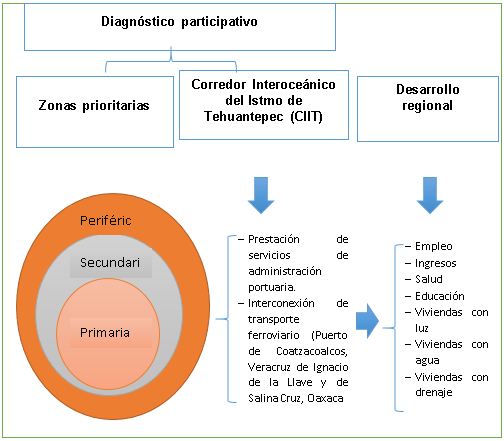 Diagnóstico participativo
Zonas prioritarias
Corredor Interoceánico
del Istmo de
Tehuantepec (CIIT)
Desarrollo
regional
Periféric
Secundari
Primaria
– Prestación de
servicios de
administración
portuaria.
– Interconexión de
transporte
ferroviario (Puerto
de Coatzacoalcos,
Veracruz de Ignacio
de la Llave y de
Salina Cruz, Oaxaca
– Empleo
– Ingresos
– Salud
– Educación
– Viviendas con
luz
– Viviendas con
agua
– Viviendas con
drenaje